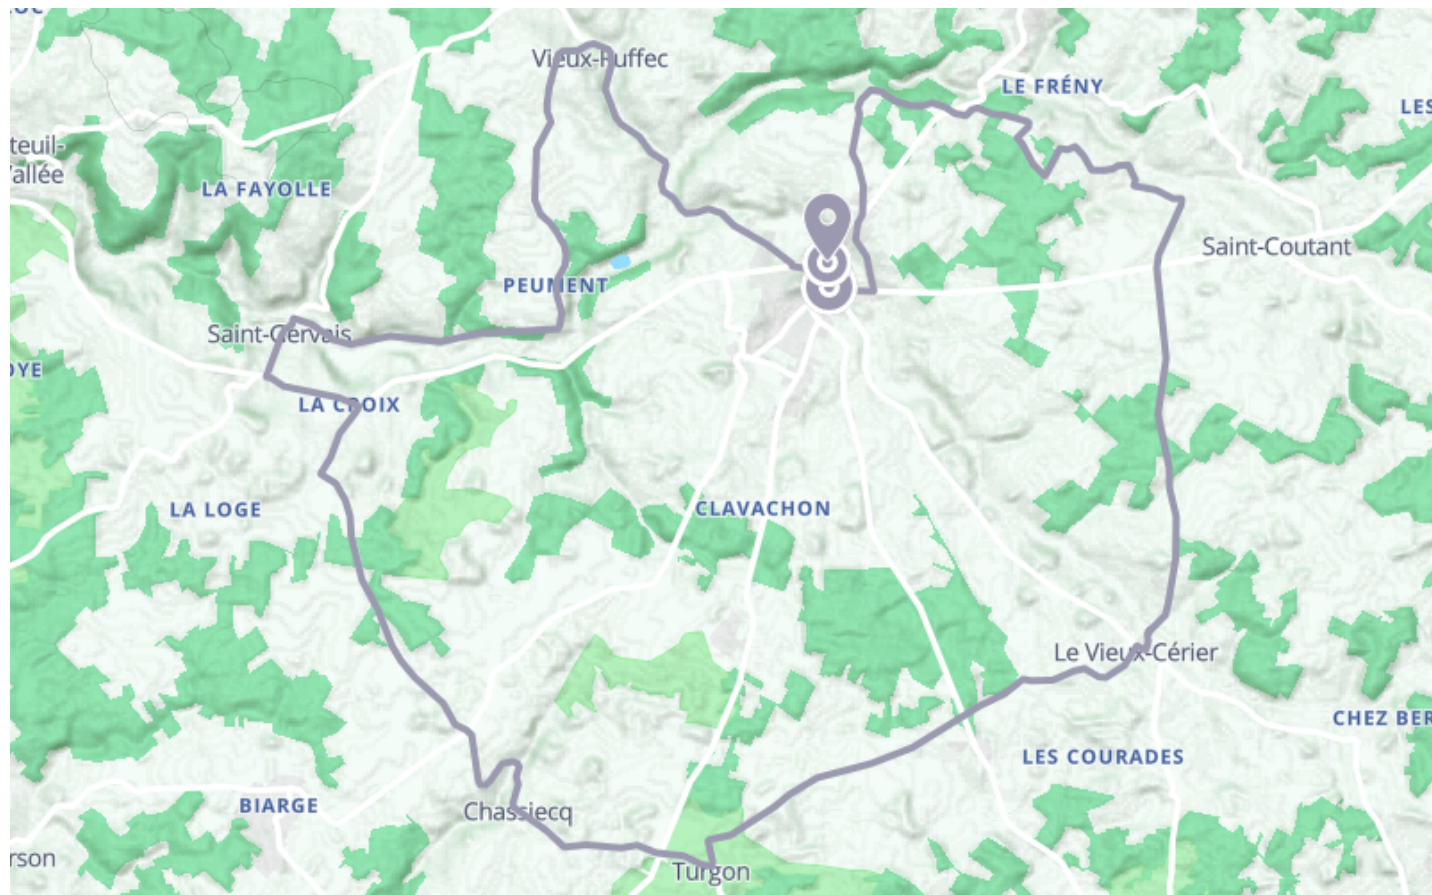 Vieux-Ruffec
LE FRÉNY
LES
teuil-
allée
LA FAYOLLE
Saint-Coutant
PEUMENT
Saint-Gervais
OYE
LA CROIX
LA LOGE
CLAVACHON
Le Vieux-Cérier
CHEZ BER
LES COURADES
BIARGE
Chassiecq
rson
Turgon